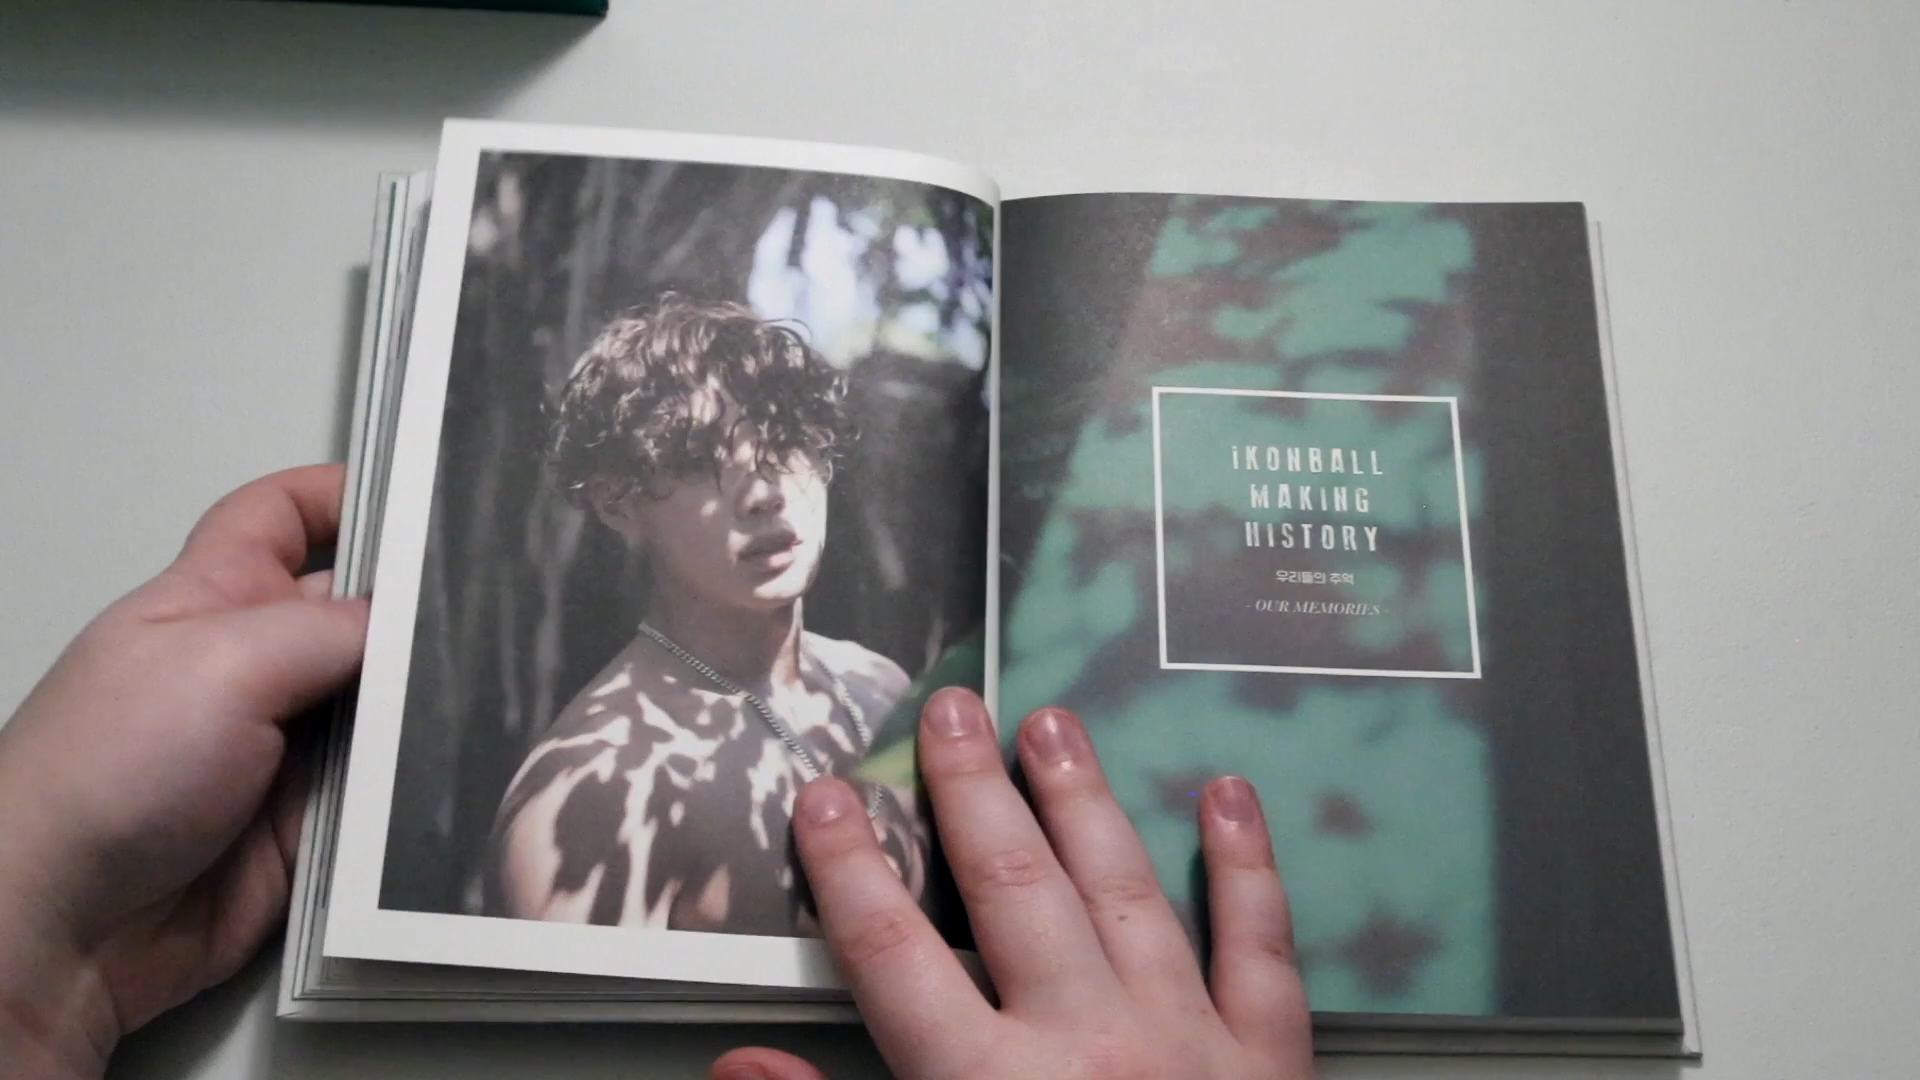 iKONBALL
MAKING
HISTORY
우리들의 추억
- OUR MEMORIES -